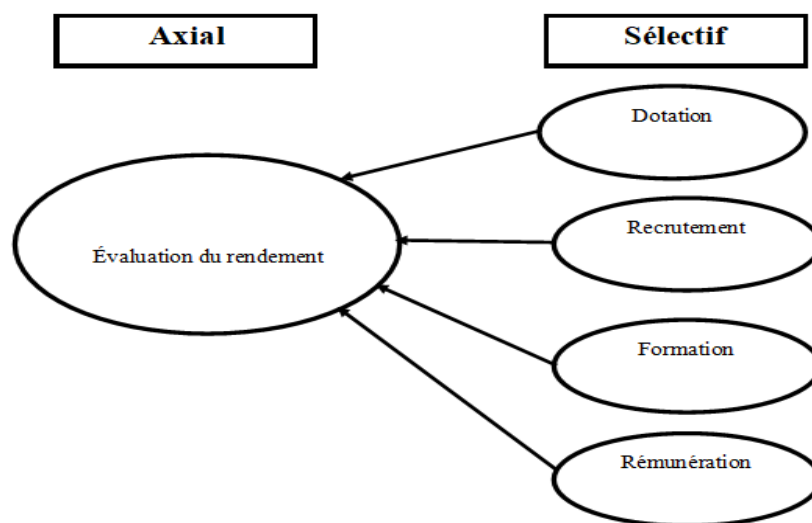 Axial
Sélectif
Dotation
Recrutement
Évaluation du rendement
Formation
Rémunération